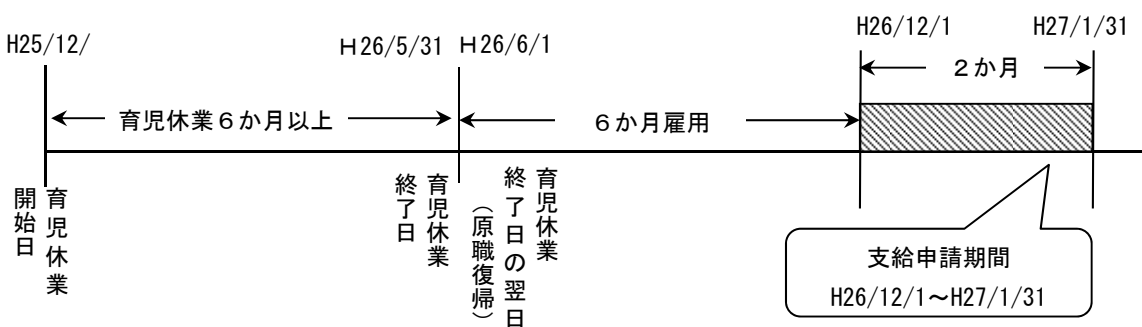 H25/12/
H26/5/31
H26/6/1
H26/12/1
H27/1/31
2か月
育児休業6か月以上
6か月雇用
育児休業
開始日
育児休業
終了日
育児休業
終了日の翌日
(原職復帰)
支給申請期間
H26/12/1~H27/1/31